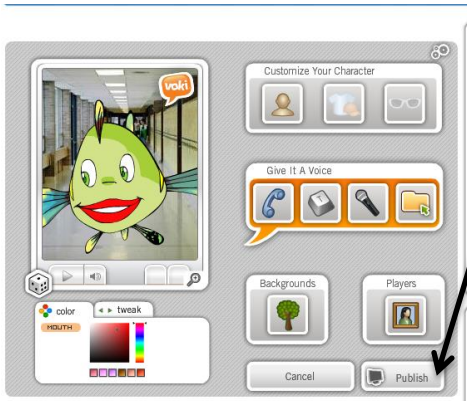 voki
Customize Your Character
Give It A Voice
Backgrounds
Players
color
tweak
MOUTH
Cancel
Publish